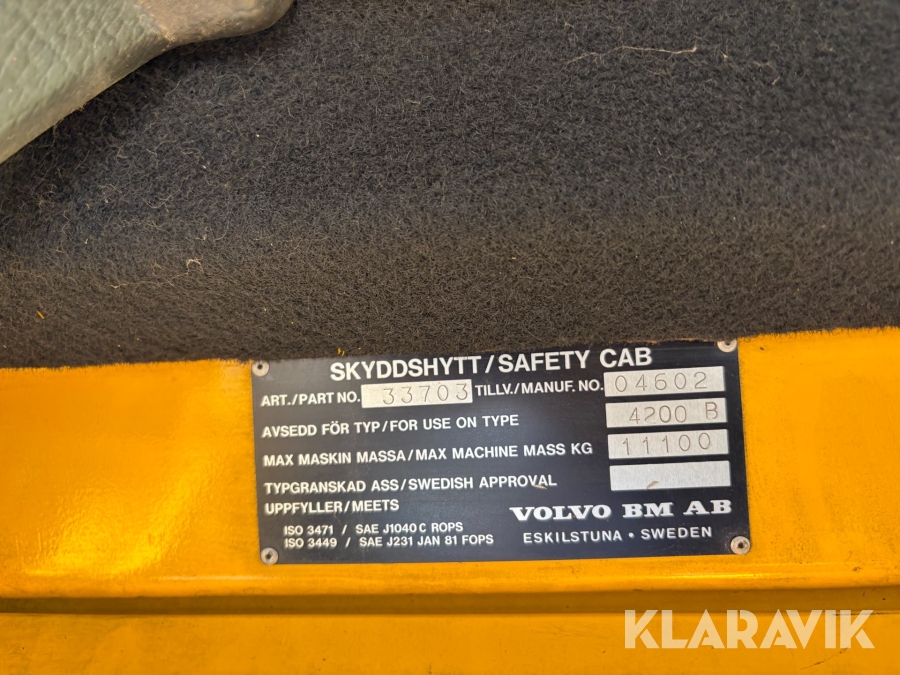 SKYDDSHYTT/SAFETY CAB
ART./PART NO. 33703 TILLV./MANUF. NO. 04602
AVSEDD FÖR TYP/FOR USE ON TYPE 4200 B
MAX MASKIN MASSA/MAX MACHINE MASS KG 11100
TYPGRANSKAD ASS/SWEDISH APPROVAL
UPPFYLLER/MEETS VOLVO BM AB
ISO 3471 / SAE J1040 C ROPS
ISO 3449 / SAE J231 JAN 81 FOPS
ESKILSTUNA • SWEDEN
KLARAVIK